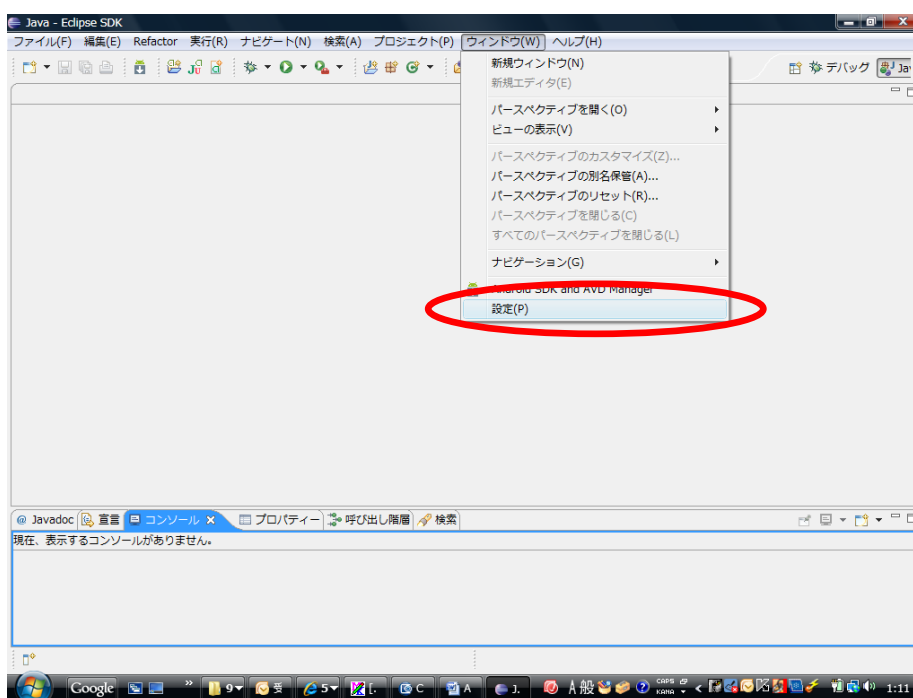 Java - Eclipse SDK
ファイル(F) 編集(E) Refactor 実行(R) ナビゲート(N) 検索(A) プロジェクト(P) ウィンドウ(W) ヘルプ(H)
デバッグ
新規ウィンドウ(N)
新規エディタ(E)
パースペクティブを開く(O)
ビューの表示(V)
パースペクティブのカスタマイズ(Z)...
パースペクティブの別名保管(A)...
パースペクティブのリセット(R)...
パースペクティブを閉じる(C)
すべてのパースペクティブを閉じる(L)
ナビゲーション(G)
Android SDK and AVD Manager
設定(P)
@ Javadoc 宣言 コンソール プロパティー 呼び出し階層 検索
現在、表示するコンソールがありません。
Google » 9 受 5 [. C A J. A 般 CAPS KANA 1:11